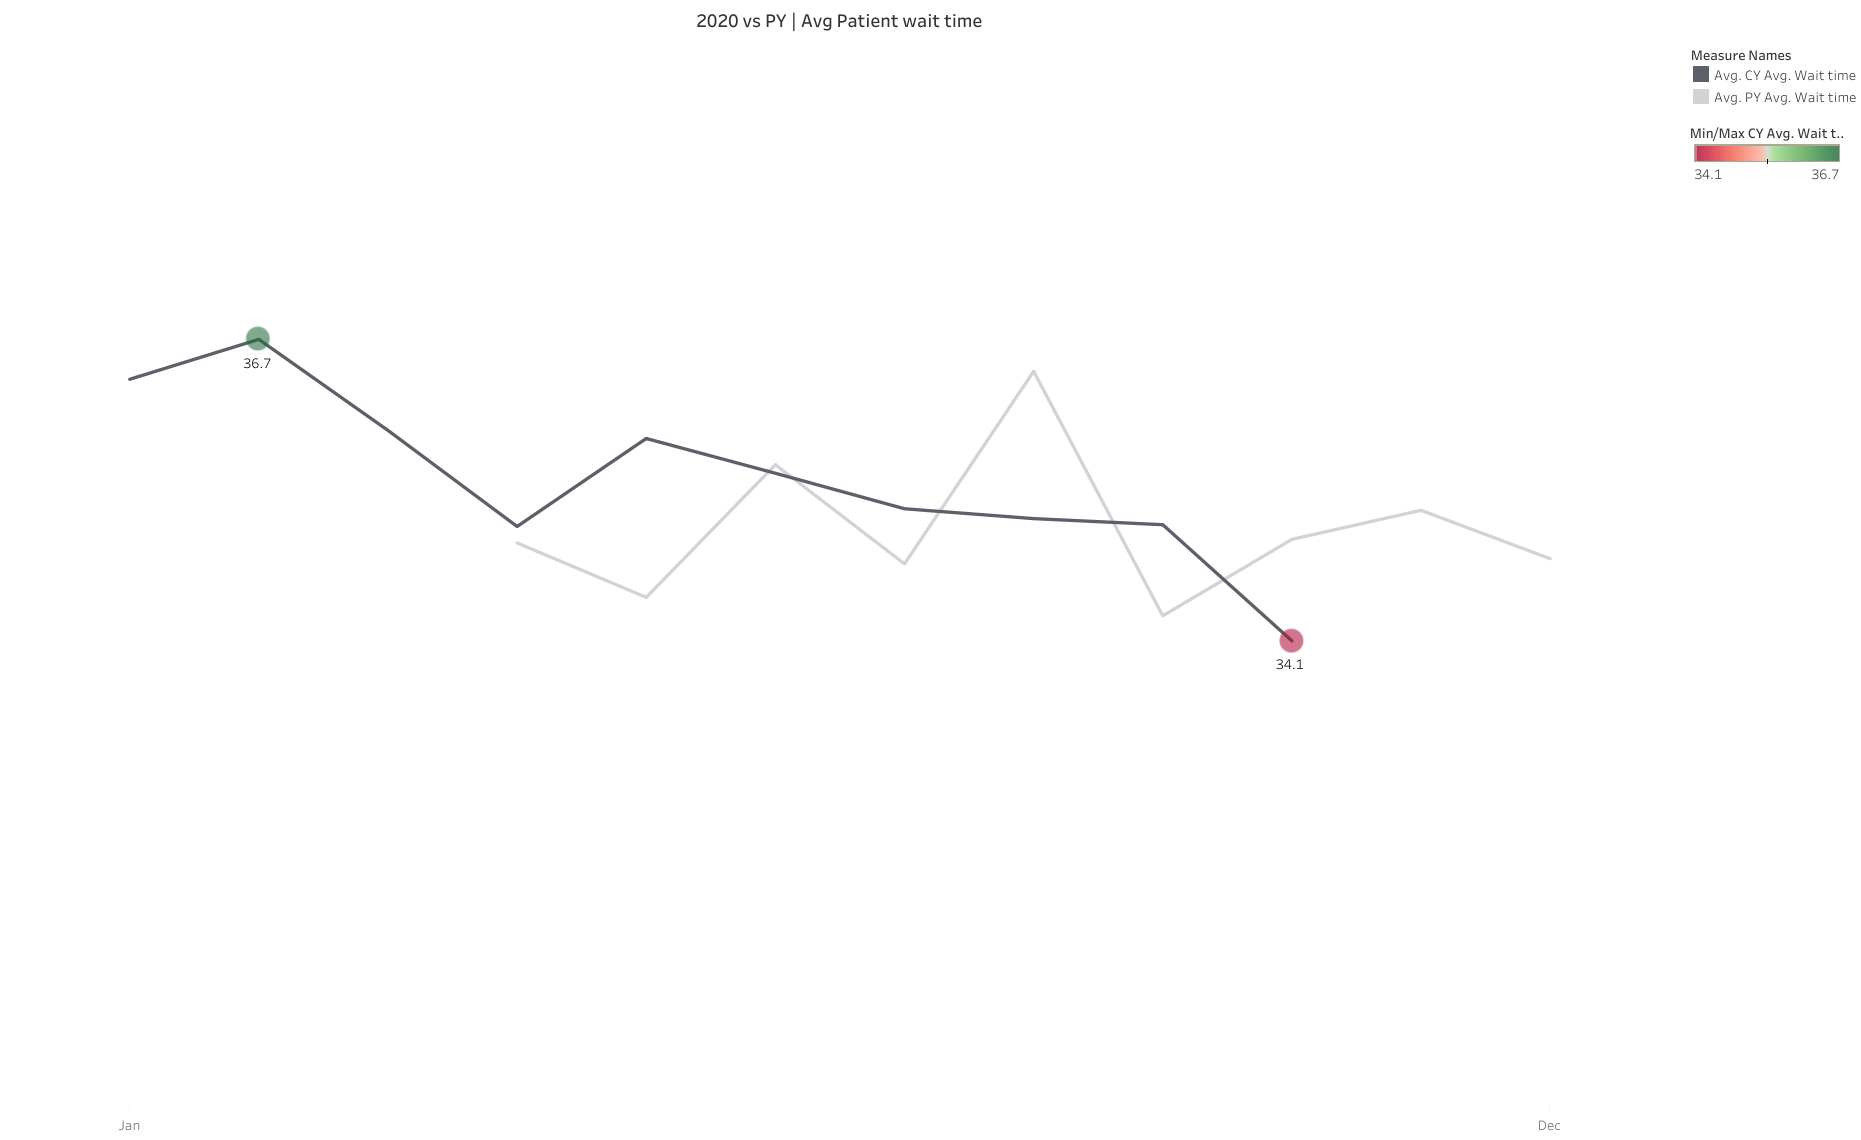 2020 vs PY | Avg Patient wait time
Measure Names
Avg. CY Avg. Wait time
Avg. PY Avg. Wait time
Min/Max CY Avg. Wait t..
34.1
36.7
36.7
34.1
Jan
Dec